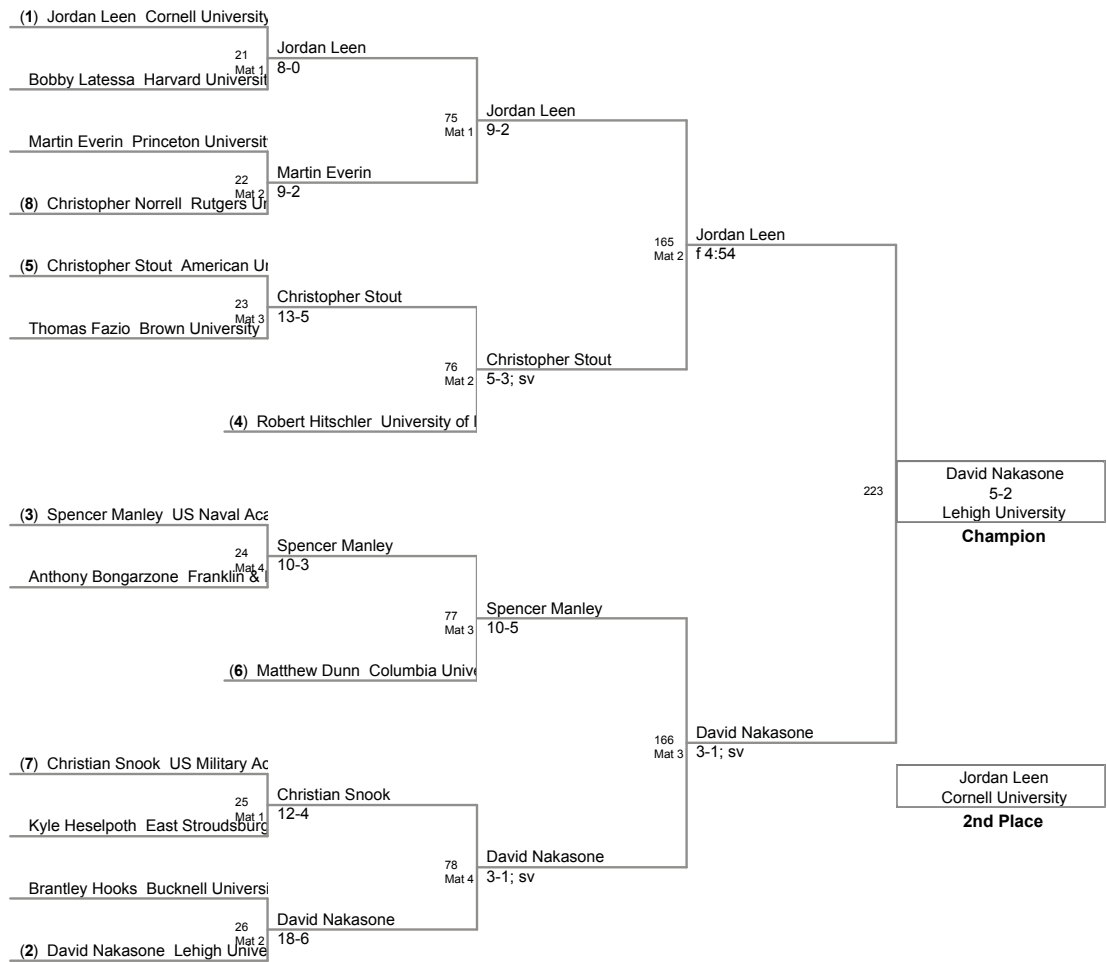 (1) Jordan Leen Cornell University
21
Mat 1
Jordan Leen
8-0
Bobby Latessa Harvard
75
Mat 1
Jordan Leen
9-2
Martin Everin Princeton
22
Mat 2
Martin Everin
9-2
(8) Christopher Norrell Rutgers
165
Mat 2
Jordan Leen
f 4:54
(5) Christopher Stout American
23
Mat 3
Christopher Stout
13-5
Thomas Fazio Brown University
76
Mat 2
Christopher Stout
5-3; sv
(4) Robert Hitschler University of
223
David Nakasone
5-2
Lehigh University
Champion
(3) Spencer Manley US Naval
24
Mat 4
Spencer Manley
10-3
Anthony Bongarzone Franklin &
77
Mat 3
Spencer Manley
10-5
(6) Matthew Dunn Columbia
166
Mat 3
David Nakasone
3-1; sv
(7) Christian Snook US Military
25
Mat 1
Christian Snook
12-4
Kyle Heselpoth East Stroudsburg
78
Mat 4
David Nakasone
3-1; sv
Brantley Hooks Bucknell
26
Mat 2
David Nakasone
18-6
(2) David Nakasone Lehigh
Jordan Leen
Cornell University
2nd Place